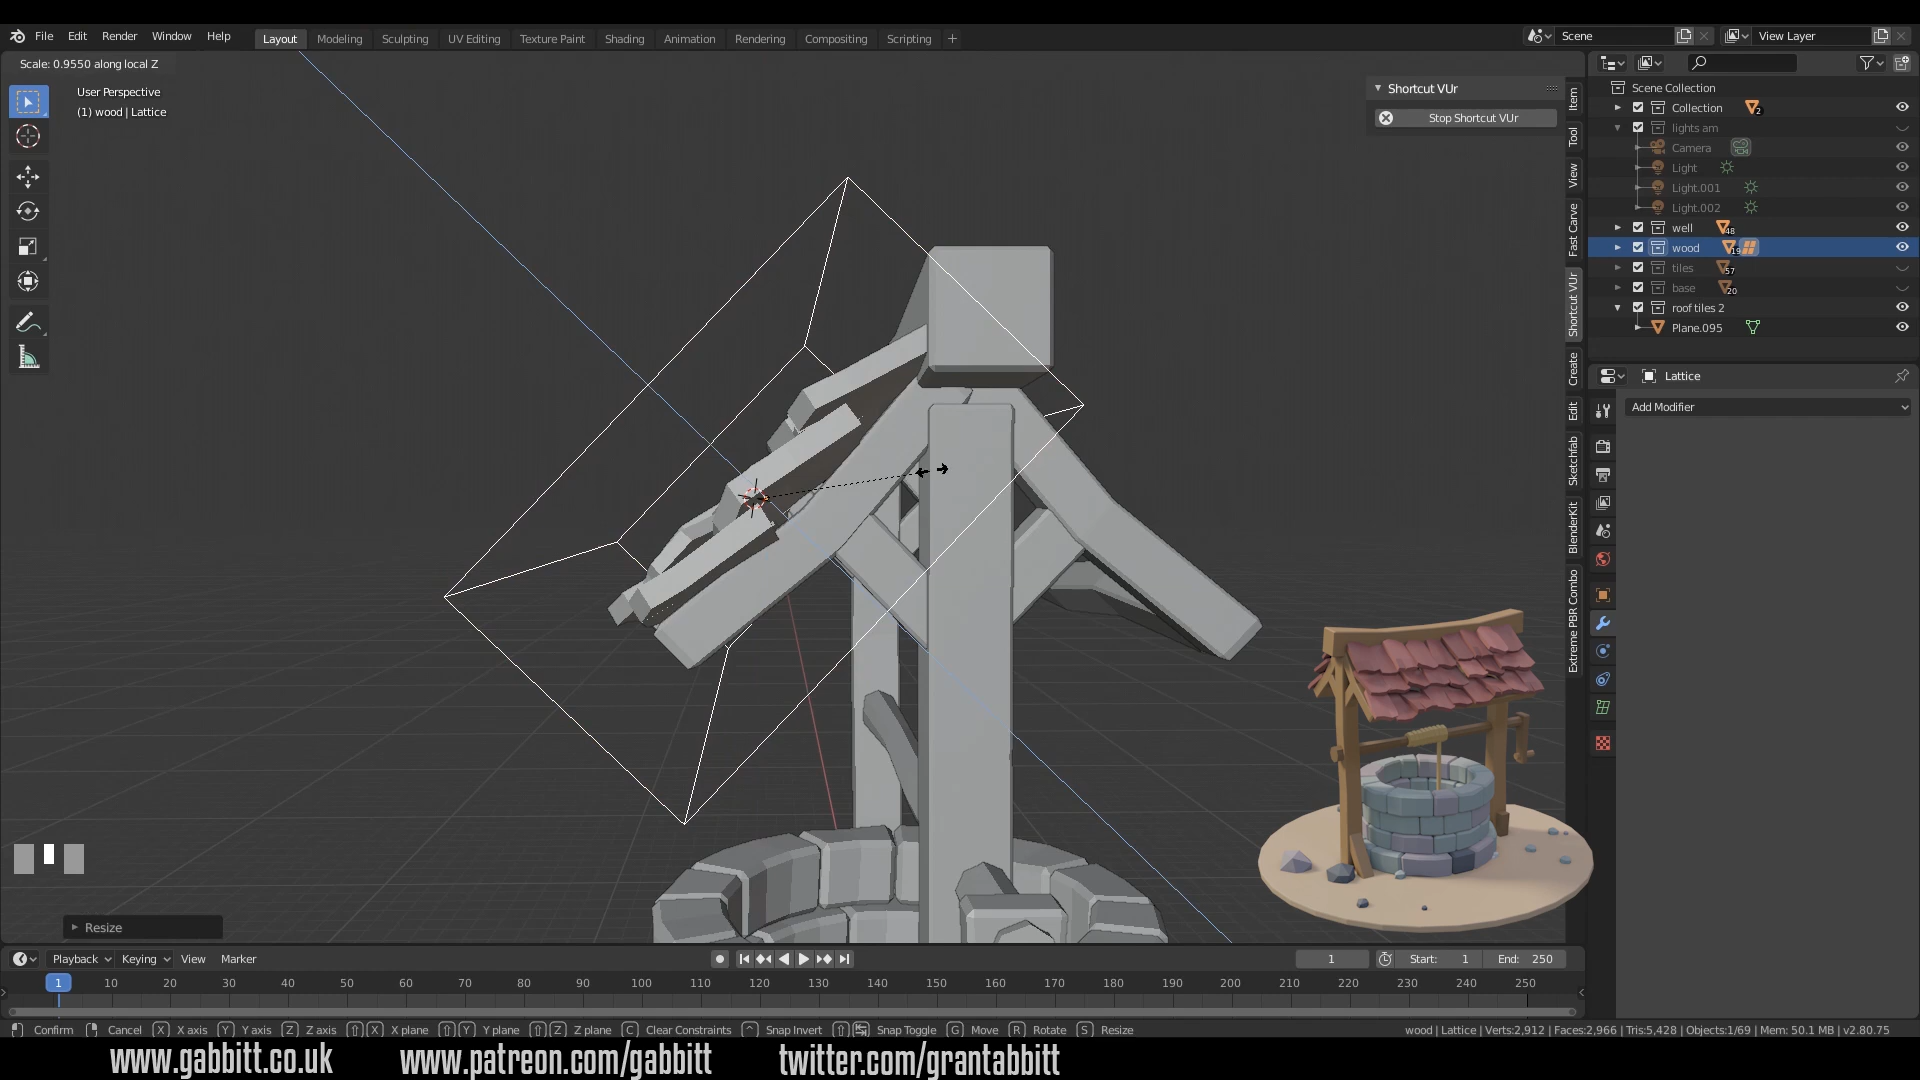 File Edit Render Window Help Layout Modeling Sculpting UV Editing Texture Paint Shading Animation Rendering Compositing Scripting + Scene View Layer
Scale: 0.9550 along local Z
User Perspective
(1) wood | Lattice
Shortcut VUr
Stop Shortcut VUr
Item
Tool
View
Fast Carve
Shortcut VUr
Create
Edit
Sketchfab
BlenderKit
Extreme PBR Combo
Scene Collection
Collection 2
lights am
Camera
Light
Light.001
Light.002
well 48
wood 19
tiles 57
base 20
roof tiles 2
Plane.095
Lattice
Add Modifier
Resize
Playback Keying View Marker 1 Start: 1 End: 250
1 10 20 30 40 50 60 70 80 90 100 110 120 130 140 150 160 170 180 190 200 210 220 230 240 250
Confirm Cancel X X axis Y Y axis Z Z axis X X plane Y Y plane Z Z plane C Clear Constraints Snap Invert Snap Toggle G Move R Rotate S Resize wood | Lattice | Verts:2,912 | Faces:2,966 | Tris:5,428 | Objects:1/69 | Mem: 50.1 MB | v2.80.75
www.gabbitt.co.uk www.patreon.com/gabbitt twitter.com/grantabbitt